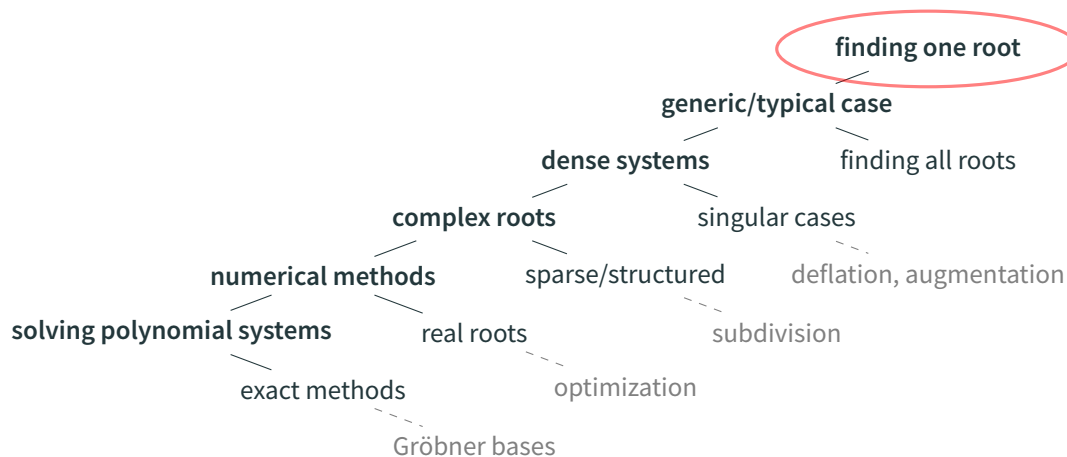 finding one root
generic/typical case
dense systems
finding all roots
complex roots
singular cases
numerical methods
sparse/structured
deflation, augmentation
solving polynomial systems
real roots
subdivision
exact methods
optimization
Gröbner bases